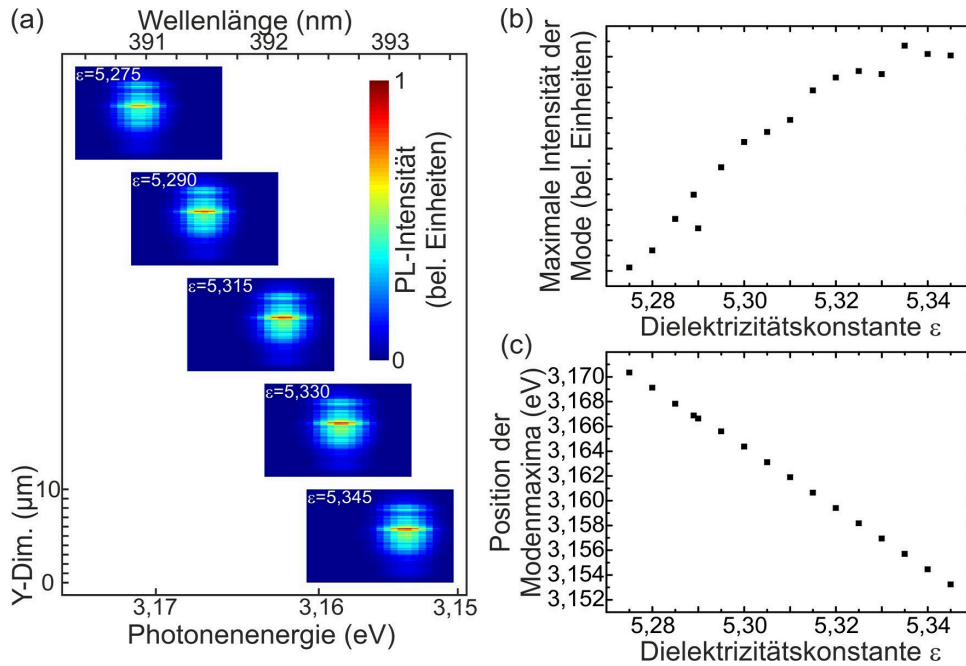 (a)
Wellenlänge (nm)
391 392 393
ε=5,275
ε=5,290
ε=5,315
ε=5,330
ε=5,345
1
0
PL-Intensität
(bel. Einheiten)
Y-Dim. (µm)
10
0
3,17 3,16 3,15
Photonenenergie (eV)
(b)
Maximale Intensität der
Mode (bel. Einheiten)
5,28 5,30 5,32 5,34
Dielektrizitätskonstante ε
(c)
Position der
Modenmaxima (eV)
3,170
3,168
3,166
3,164
3,162
3,160
3,158
3,156
3,154
3,152
5,28 5,30 5,32 5,34
Dielektrizitätskonstante ε